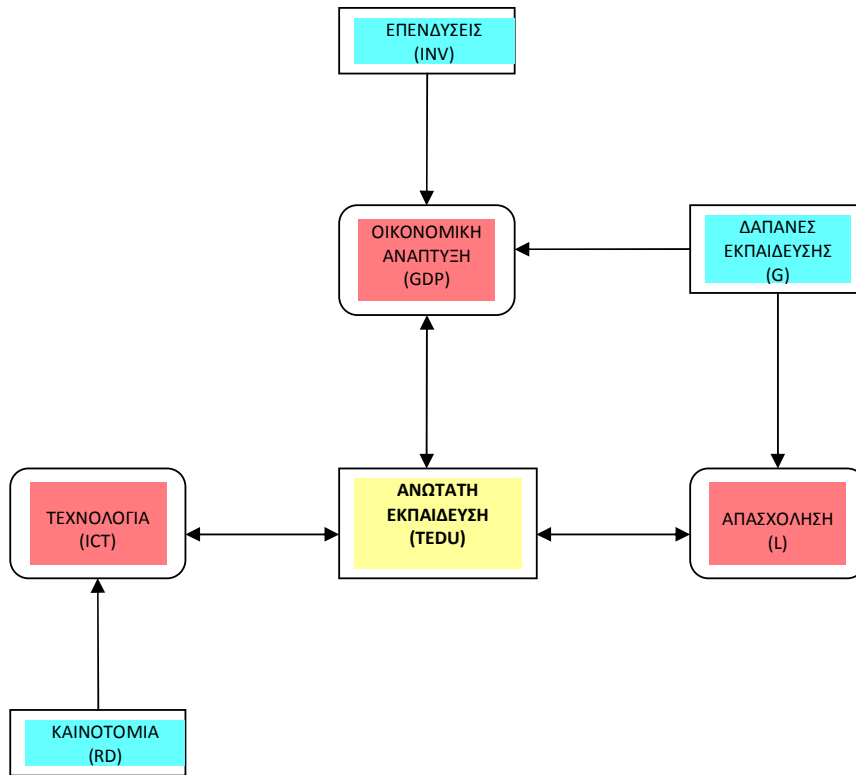 ΕΠΕΝΔΥΣΕΙΣ
(INV)
ΟΙΚΟΝΟΜΙΚΗ
ΑΝΑΠΤΥΞΗ
(GDP)
ΔΑΠΑΝΕΣ
ΕΚΠΑΙΔΕΥΣΗΣ
(G)
ΤΕΧΝΟΛΟΓΙΑ
(ICT)
ΑΝΩΤΑΤΗ
ΕΚΠΑΙΔΕΥΣΗ
(TEDU)
ΑΠΑΣΧΟΛΗΣΗ
(L)
ΚΑΙΝΟΤΟΜΙΑ
(RD)